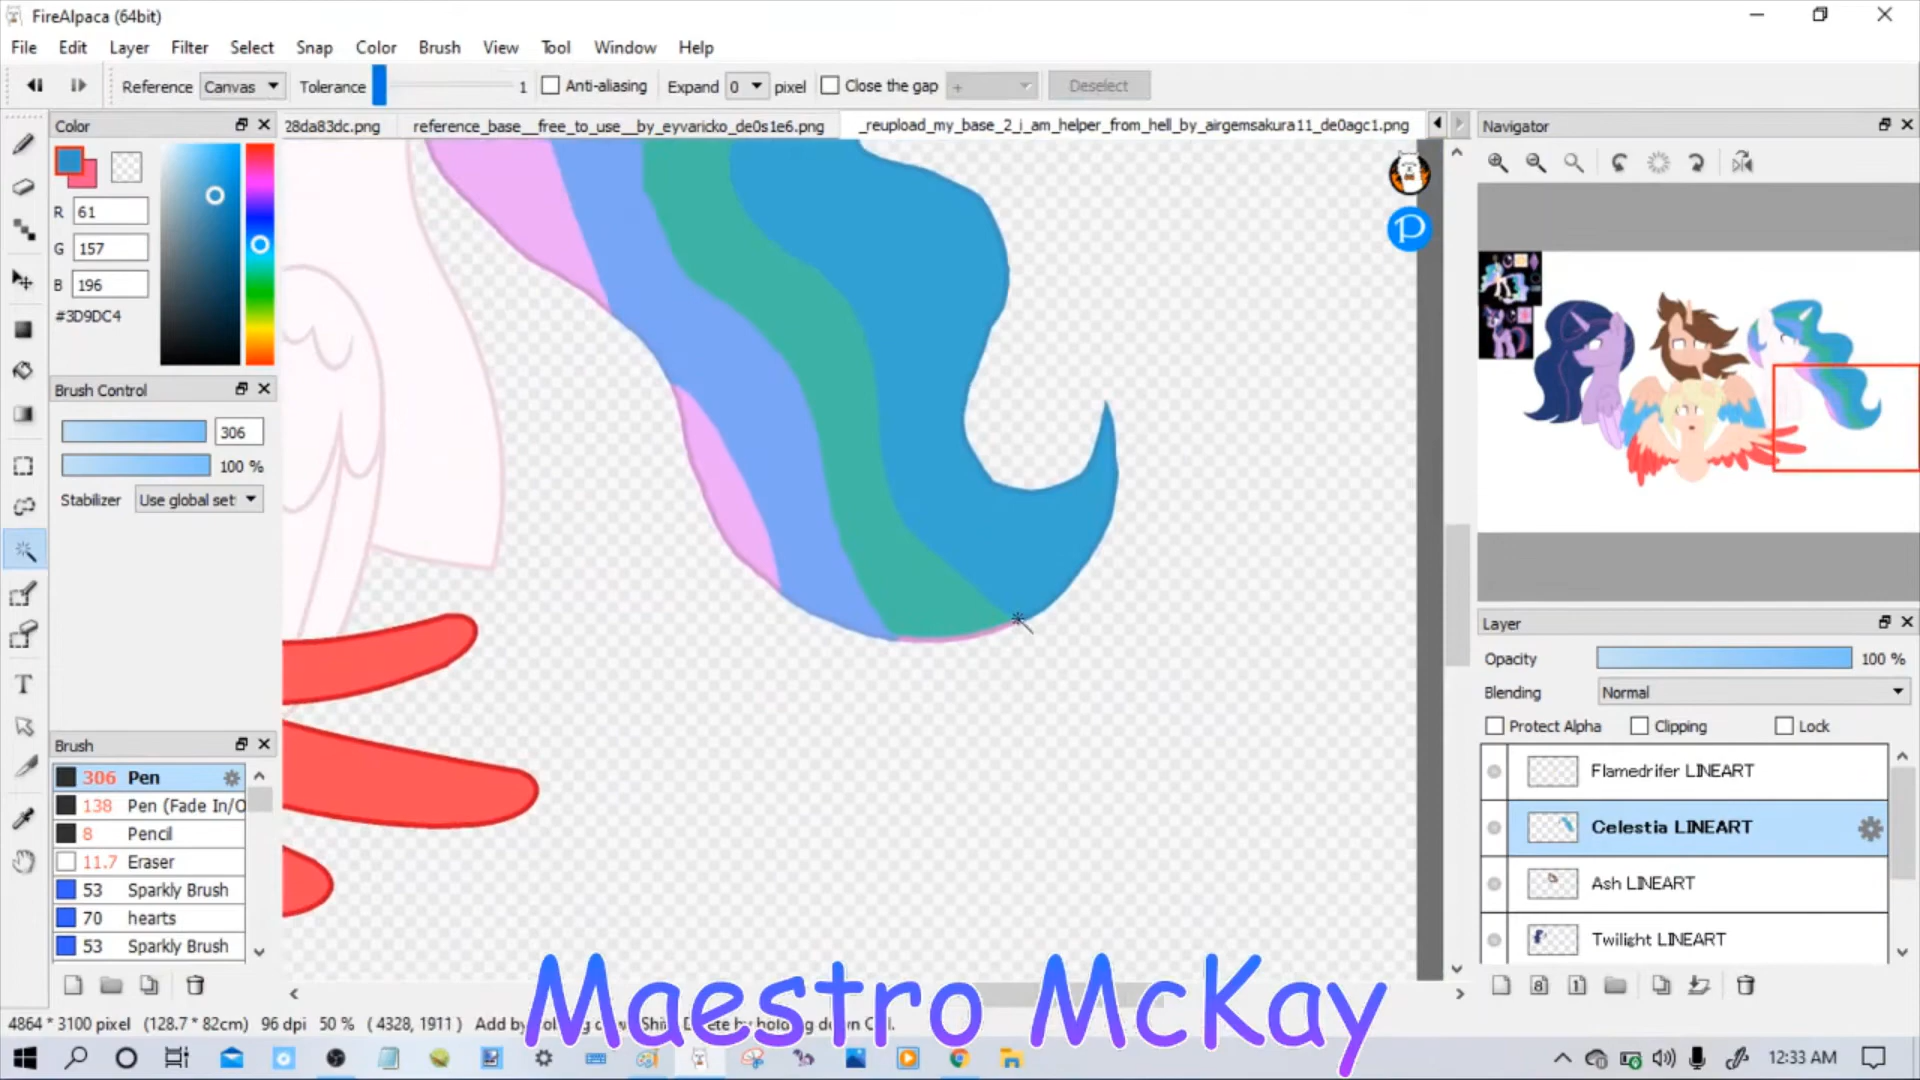 FireAlpaca (64bit)
File Edit Layer Filter Select Snap Color Brush View Tool Window Help
Reference Canvas Tolerance 1 Anti-aliasing Expand 0 pixel Close the gap + Deselect
Color
28da83dc.png reference_base__free_to_use__by_eyvaricko_de0s1e6.png _reupload_my_base_2_i_am_helper_from_hell_by_airgemsakura11_de0agc1.png
Navigator
R 61
G 157
B 196
#3D9DC4
Brush Control
306
100 %
Stabilizer Use global set
Brush
306 Pen
138 Pen (Fade In/O
8 Pencil
11.7 Eraser
53 Sparkly Brush
70 hearts
53 Sparkly Brush
Layer
Opacity 100 %
Blending Normal
Protect Alpha Clipping Lock
Flamedrifer LINEART
Celestia LINEART
Ash LINEART
Twilight LINEART
Maestro McKay
4864 * 3100 pixel (128.7 * 82cm) 96 dpi 50 % ( 4328, 1911 ) Add by
12:33 AM